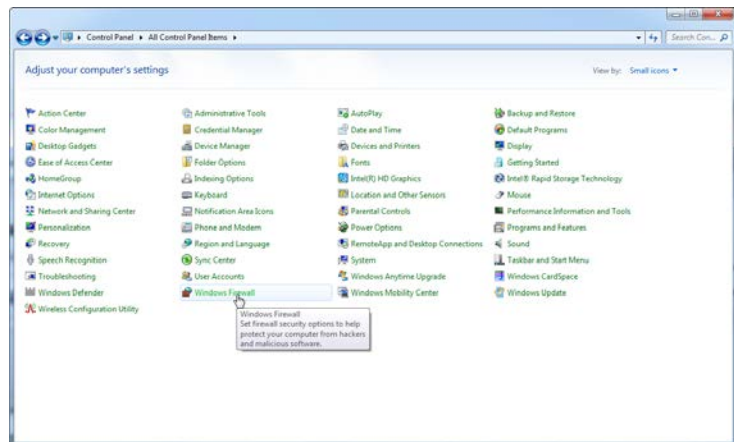 Control Panel ▸ All Control Panel Items ▸
Search Con...
Adjust your computer's settings
View by: Small icons
Action Center
Administrative Tools
AutoPlay
Backup and Restore
Color Management
Credential Manager
Date and Time
Default Programs
Desktop Gadgets
Device Manager
Devices and Printers
Display
Ease of Access Center
Folder Options
Fonts
Getting Started
HomeGroup
Indexing Options
Intel(R) HD Graphics
Intel® Rapid Storage Technology
Internet Options
Keyboard
Location and Other Sensors
Mouse
Network and Sharing Center
Notification Area Icons
Parental Controls
Performance Information and Tools
Personalization
Phone and Modem
Power Options
Programs and Features
Recovery
Region and Language
RemoteApp and Desktop Connections
Sound
Speech Recognition
Sync Center
System
Taskbar and Start Menu
Troubleshooting
User Accounts
Windows Anytime Upgrade
Windows CardSpace
Windows Defender
Windows Firewall
Windows Mobility Center
Windows Update
Wireless Configuration Utility
Windows Firewall
Set firewall security options to help
protect your computer from hackers
and malicious software.